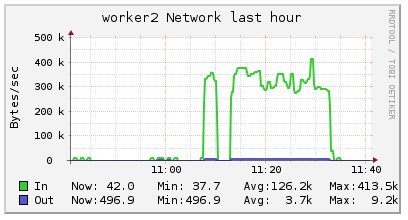 worker2 Network last hour
RRDTOOL / TOBI OETIKER
Bytes/sec
500 k
400 k
300 k
200 k
100 k
0
11:00 11:20 11:40
In Now: 42.0 Min: 37.7 Avg:126.2k Max:413.5k
Out Now:496.9 Min:496.9 Avg: 3.7k Max: 9.2k